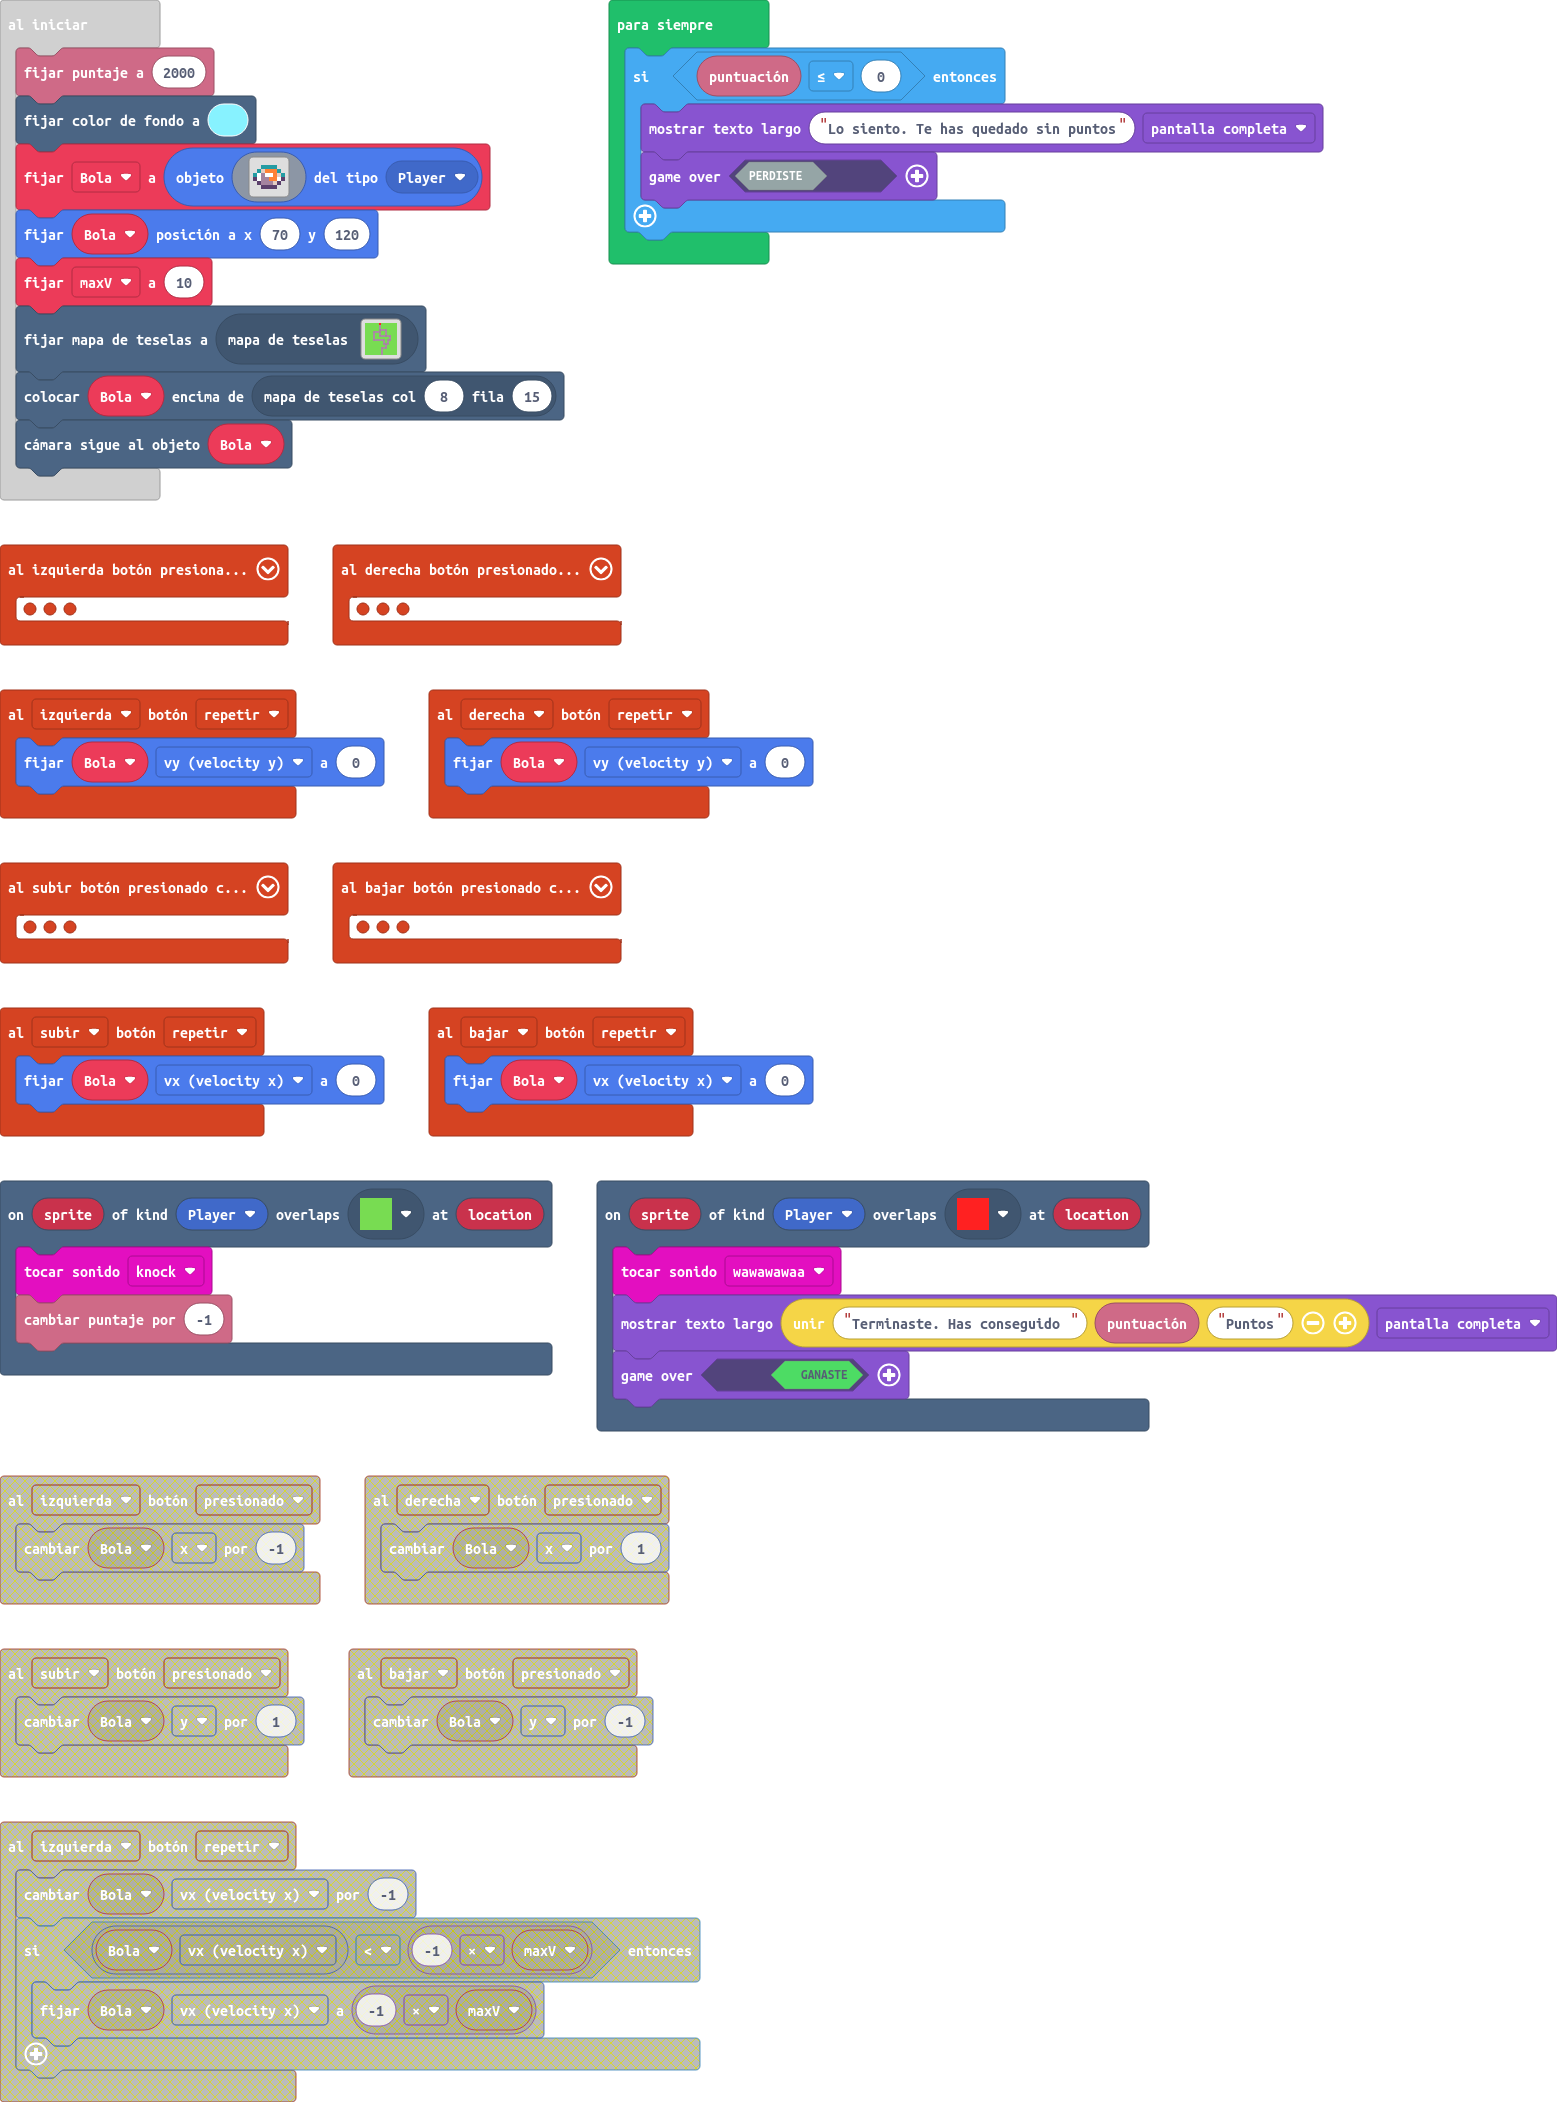 al iniciar
fijar puntaje a 2000
fijar color de fondo a
fijar Bola a objeto del tipo Player
fijar Bola posición a x 70 y 120
fijar maxV a 10
fijar mapa de teselas a mapa de teselas
colocar Bola encima de mapa de teselas col 8 fila 15
cámara sigue al objeto Bola
para siempre
si puntuación ≤ 0 entonces
mostrar texto largo "Lo siento. Te has quedado sin puntos" pantalla completa
game over PERDISTE
al izquierda botón presiona...
al derecha botón presionado...
al izquierda botón repetir
fijar Bola vy (velocity y) a 0
al derecha botón repetir
fijar Bola vy (velocity y) a 0
al subir botón presionado c...
al bajar botón presionado c...
al subir botón repetir
fijar Bola vx (velocity x) a 0
al bajar botón repetir
fijar Bola vx (velocity x) a 0
on sprite of kind Player overlaps at location
tocar sonido knock
cambiar puntaje por -1
on sprite of kind Player overlaps at location
tocar sonido wawawawaa
mostrar texto largo unir "Terminaste. Has conseguido " puntuación "Puntos" pantalla completa
game over GANASTE
al izquierda botón presionado
cambiar Bola x por -1
al derecha botón presionado
cambiar Bola x por 1
al subir botón presionado
cambiar Bola y por 1
al bajar botón presionado
cambiar Bola y por -1
al izquierda botón repetir
cambiar Bola vx (velocity x) por -1
si Bola vx (velocity x) < -1 × maxV entonces
fijar Bola vx (velocity x) a -1 × maxV